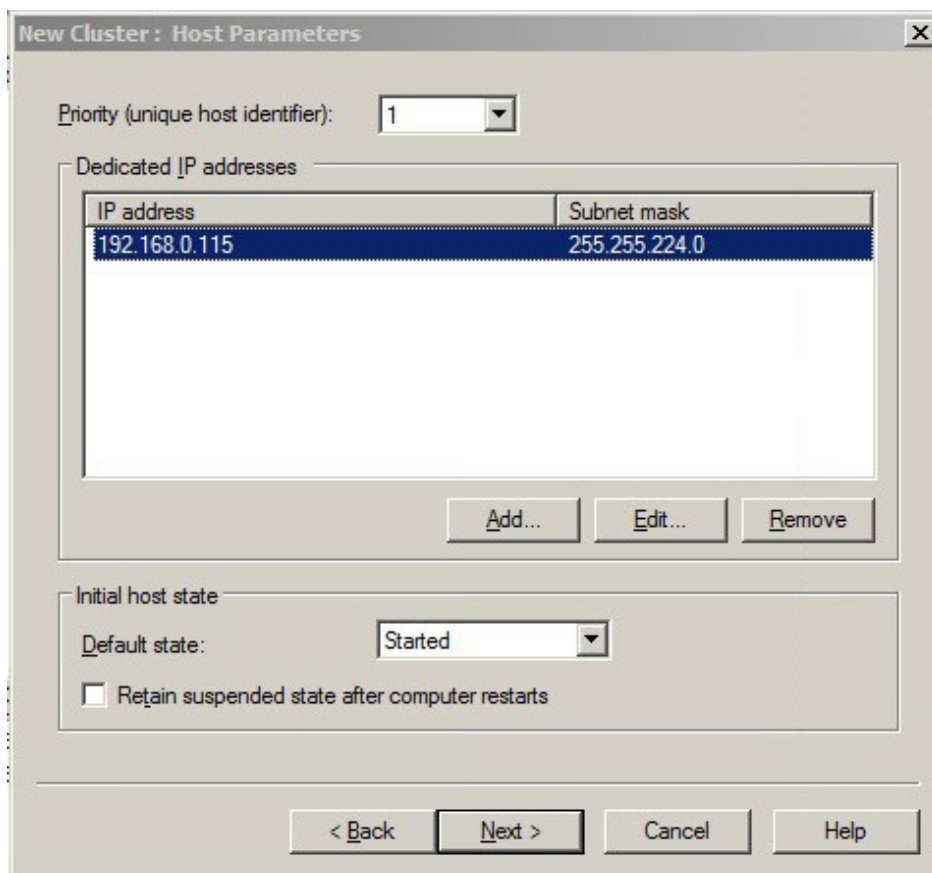 New Cluster : Host Parameters
Priority (unique host identifier): 1
Dedicated IP addresses
IP address Subnet mask
192.168.0.115 255.255.224.0
Add... Edit... Remove
Initial host state
Default state: Started
Retain suspended state after computer restarts
< Back Next > Cancel Help